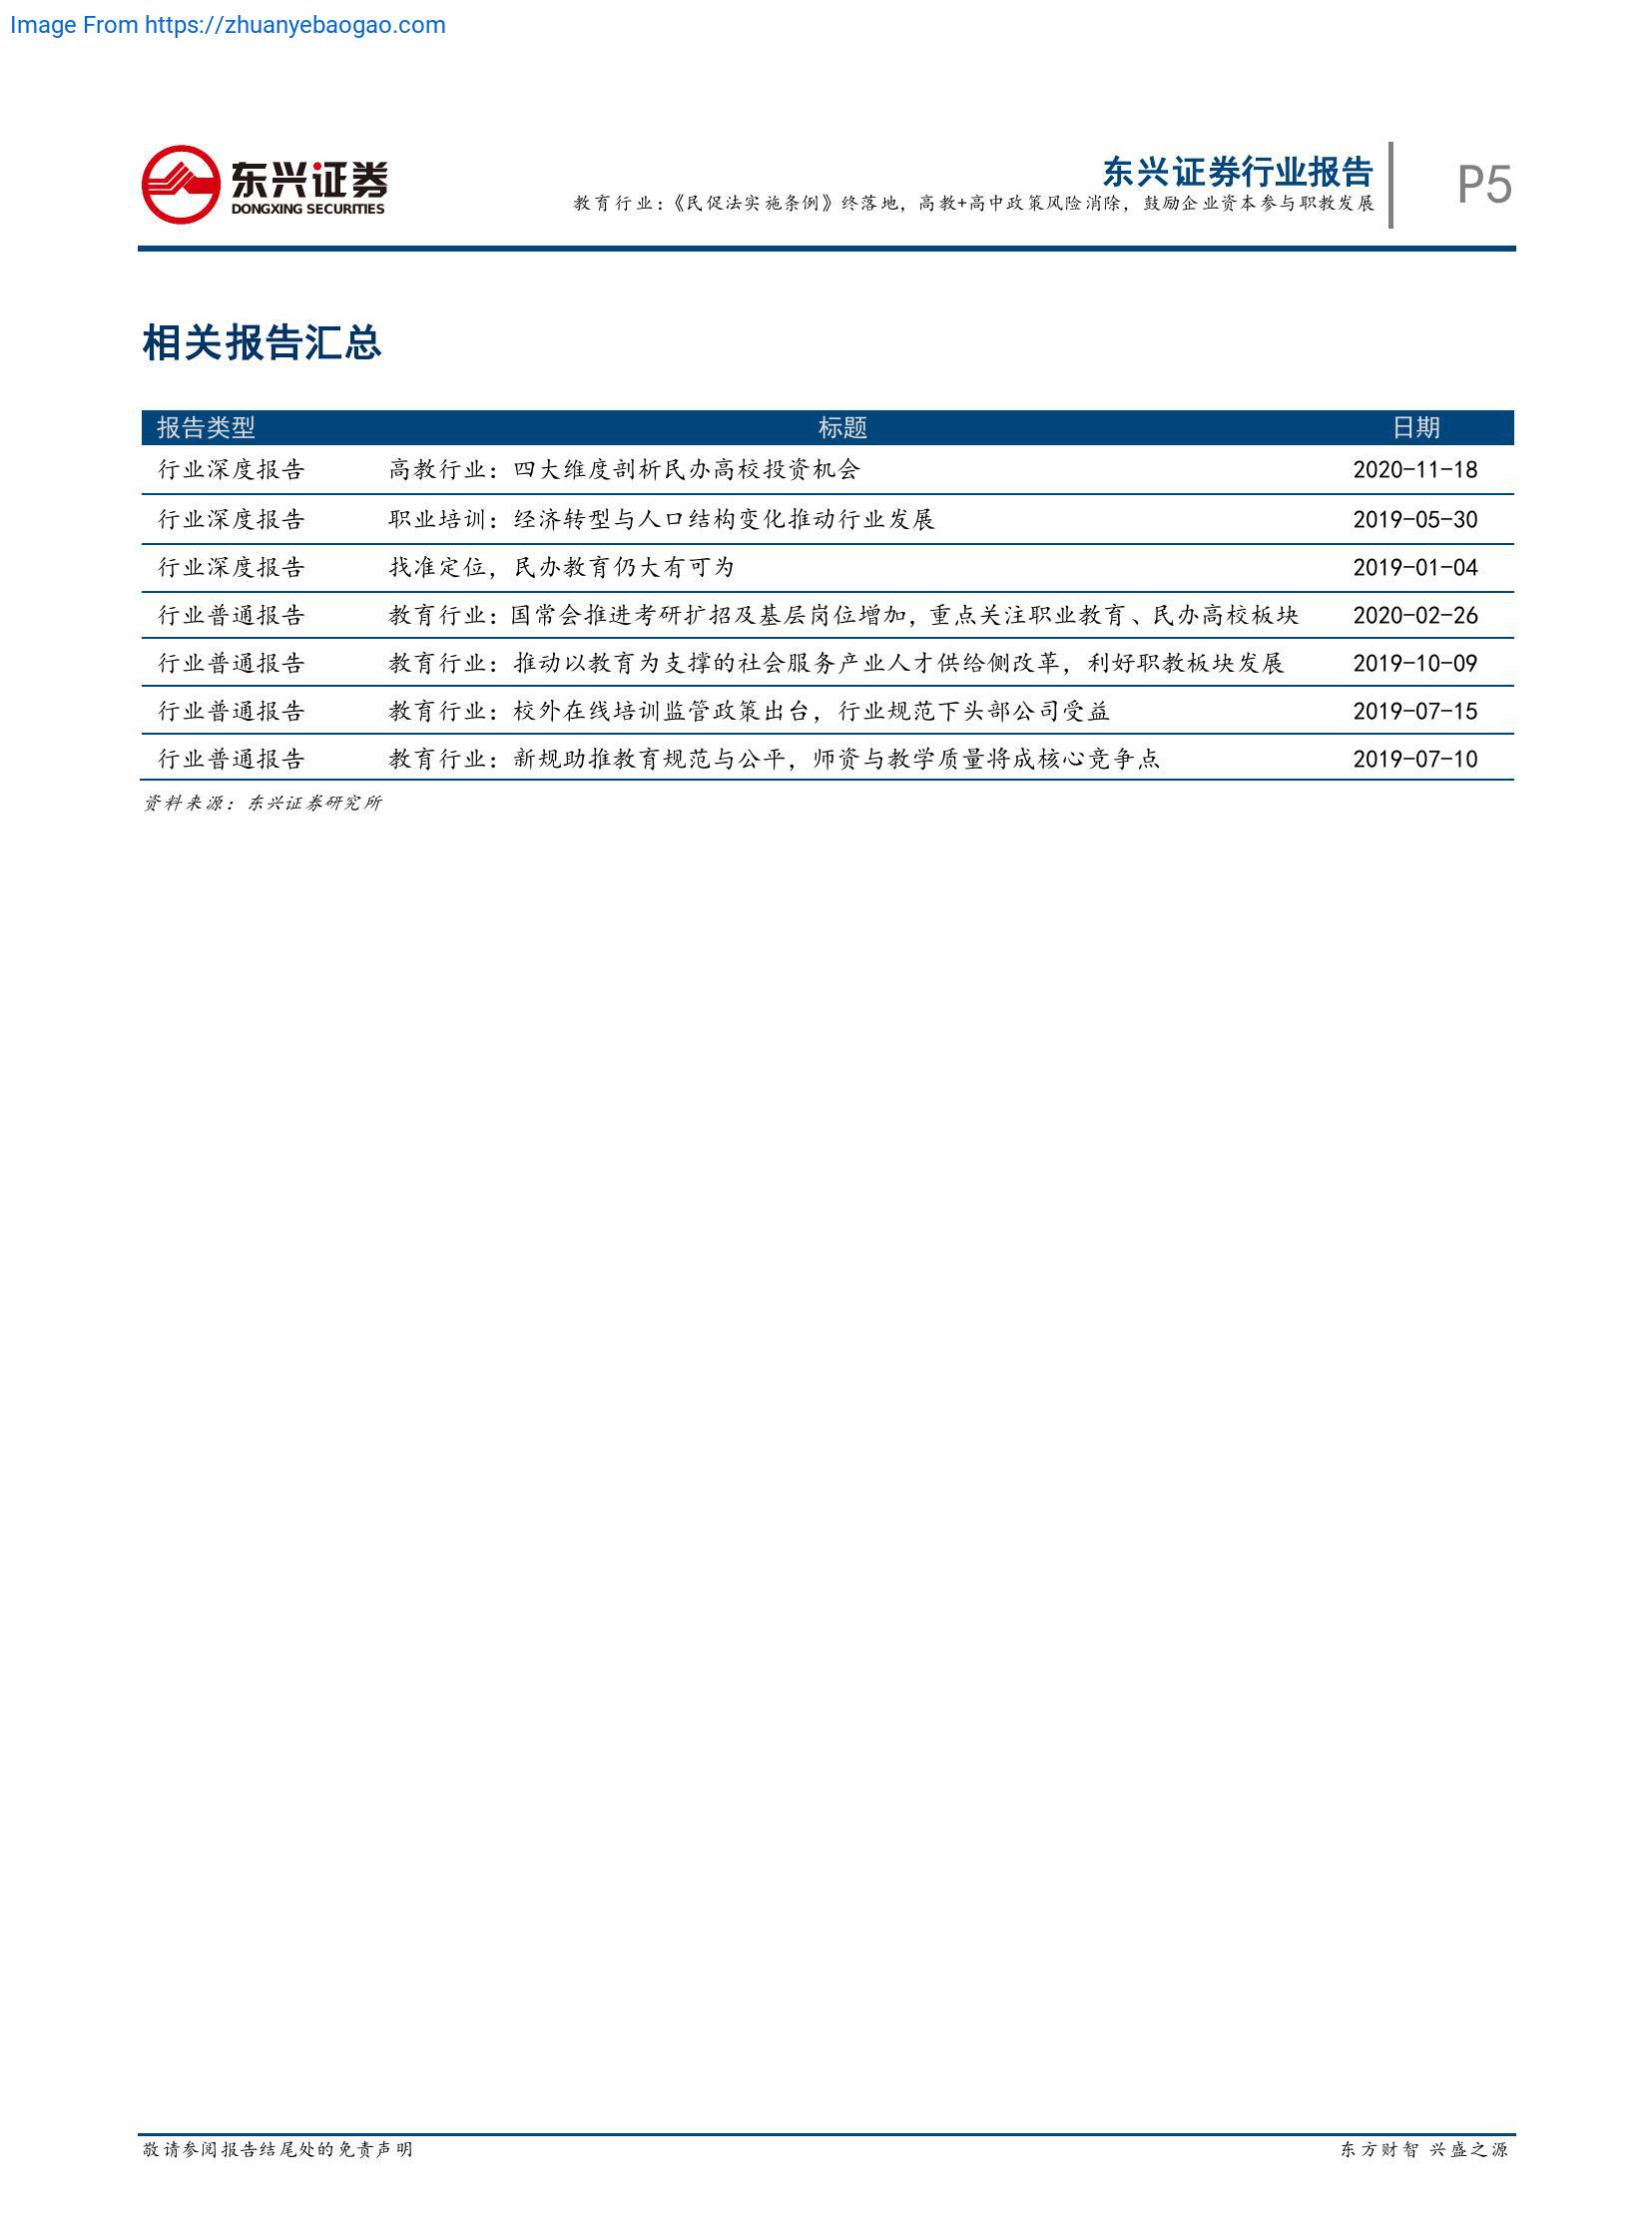 Image From https://zhuanyebaogao.com
东兴证券
DONGXING SECURITIES
东兴证券行业报告
教育行业：《民促法实施条例》终落地，高教+高中政策风险消除，鼓励企业资本参与职教发展
P5
相关报告汇总
报告类型 标题 日期
行业深度报告 高教行业：四大维度剖析民办高校投资机会 2020-11-18
行业深度报告 职业培训：经济转型与人口结构变化推动行业发展 2019-05-30
行业深度报告 找准定位，民办教育仍大有可为 2019-01-04
行业普通报告 教育行业：国常会推进考研扩招及基层岗位增加，重点关注职业教育、民办高校板块 2020-02-26
行业普通报告 教育行业：推动以教育为支撑的社会服务产业人才供给侧改革，利好职教板块发展 2019-10-09
行业普通报告 教育行业：校外在线培训监管政策出台，行业规范下头部公司受益 2019-07-15
行业普通报告 教育行业：新规助推教育规范与公平，师资与教学质量将成核心竞争点 2019-07-10
资料来源：东兴证券研究所
敬请参阅报告结尾处的免责声明
东方财智 兴盛之源